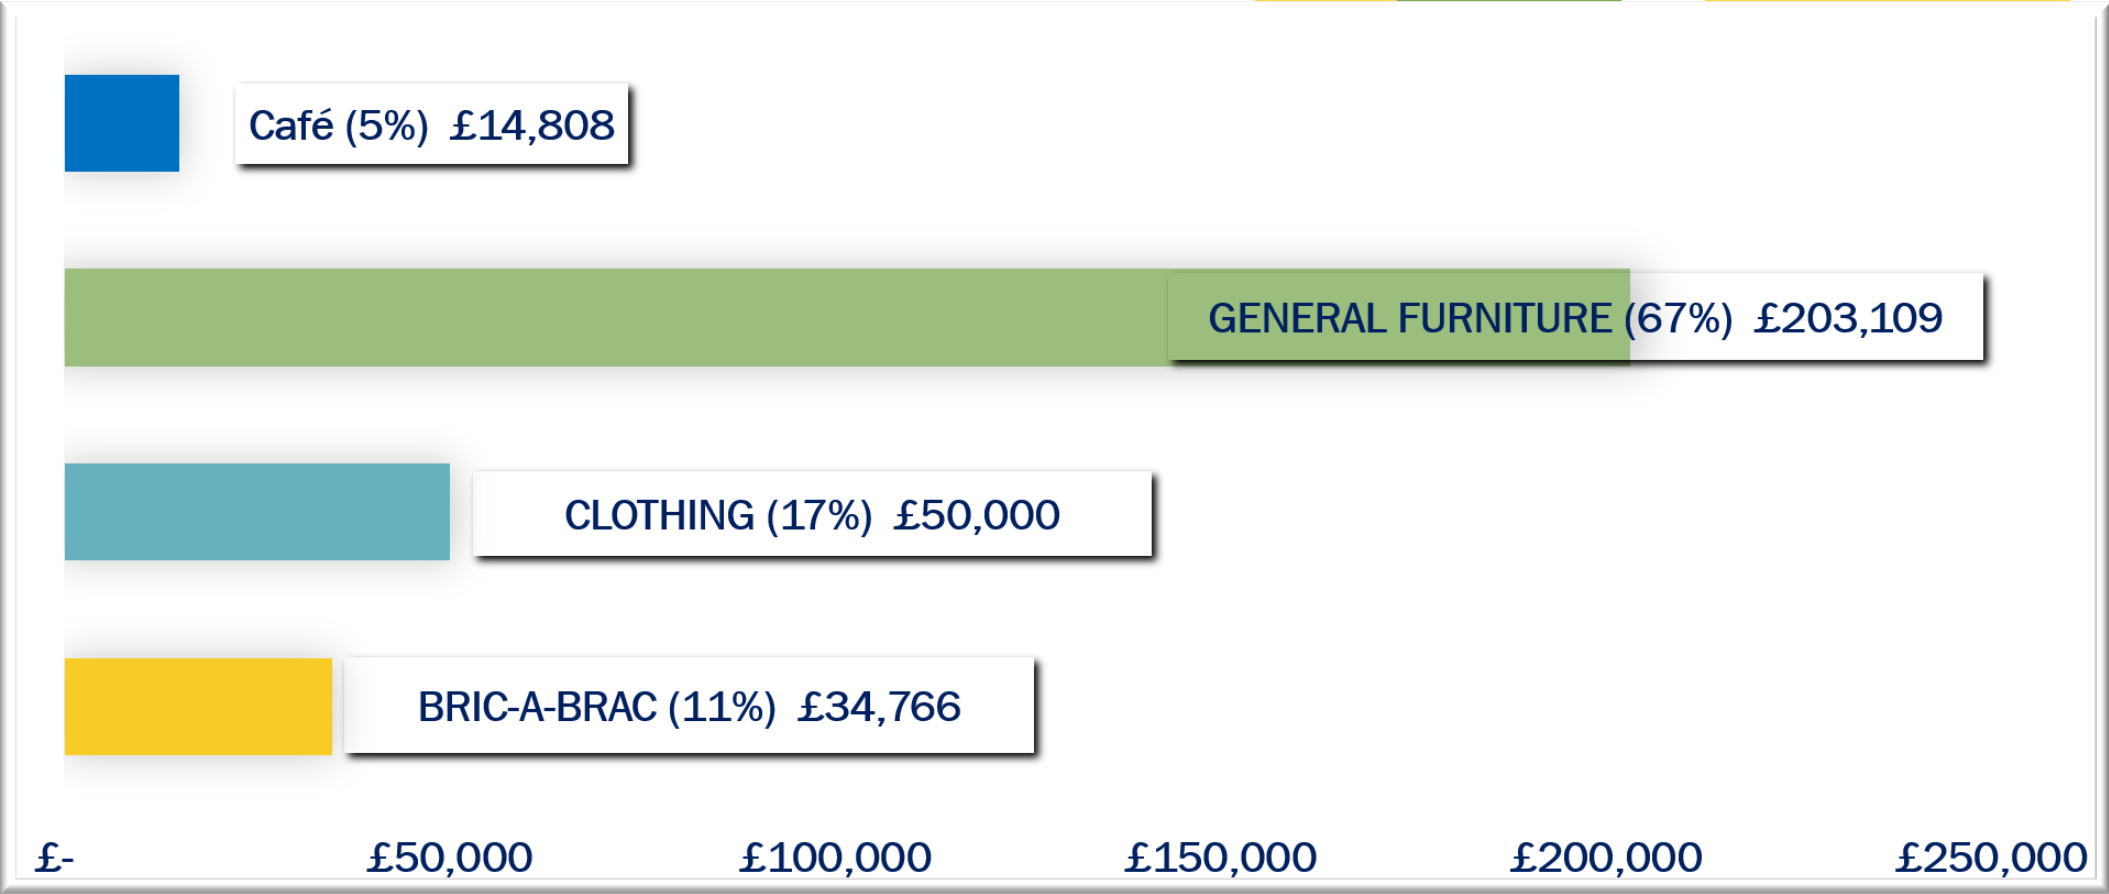 Café (5%) £14,808
GENERAL FURNITURE (67%) £203,109
CLOTHING (17%) £50,000
BRIC-A-BRAC (11%) £34,766
£- £50,000 £100,000 £150,000 £200,000 £250,000